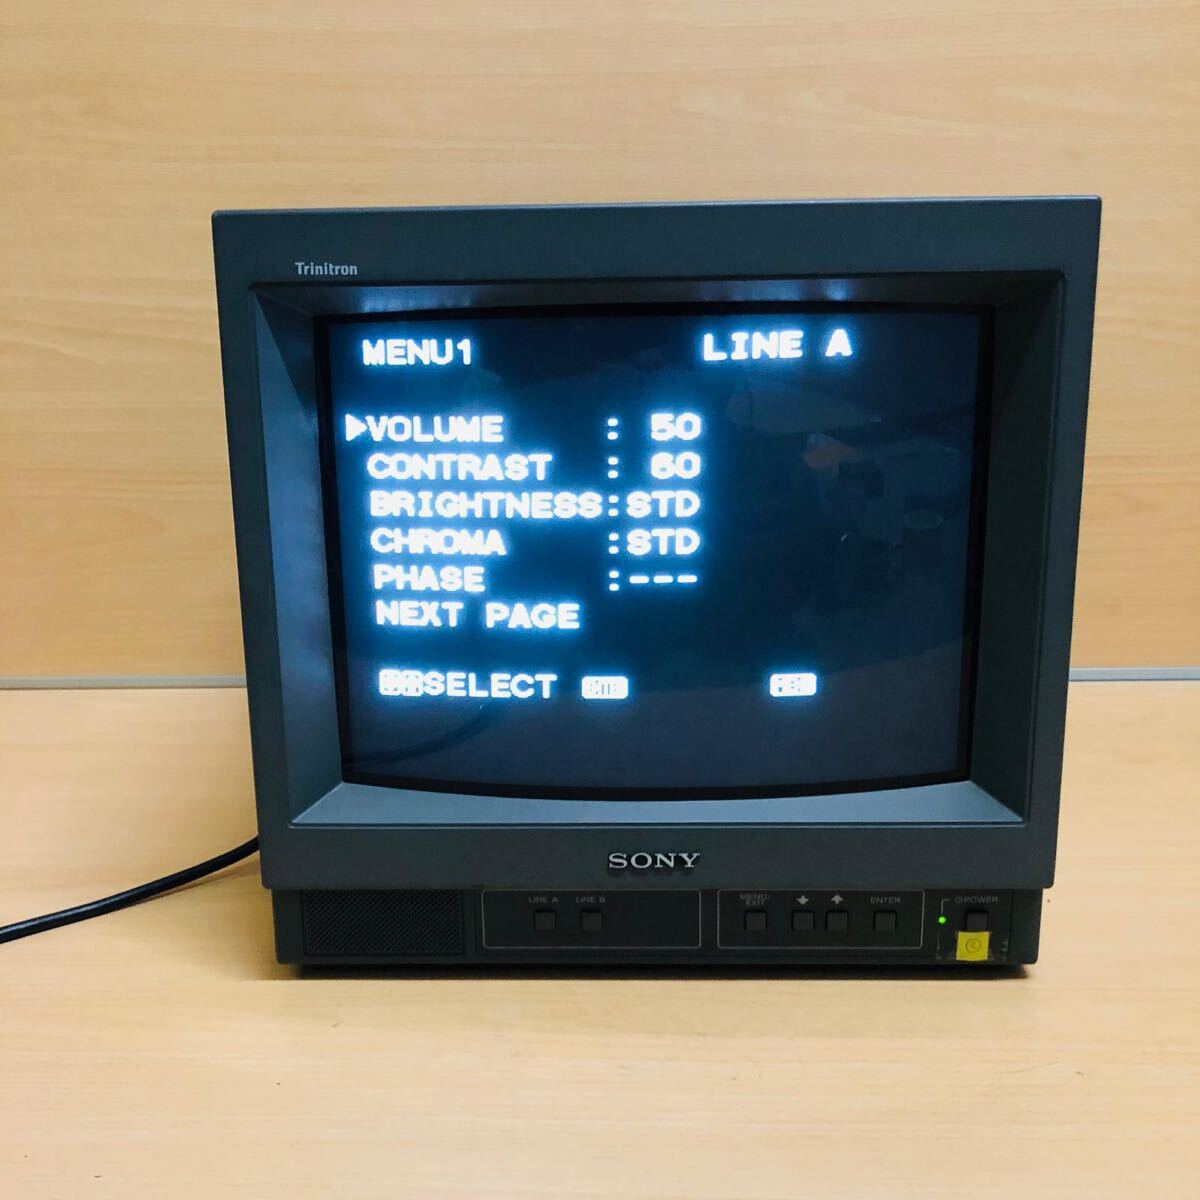 Trinitron
MENU1 LINE A
▶VOLUME : 50
CONTRAST : 60
BRIGHTNESS:STD
CHROMA :STD
PHASE :---
NEXT PAGE
SELECT MENU
SONY
LINE A LINE B MENU/EXIT ENTER POWER